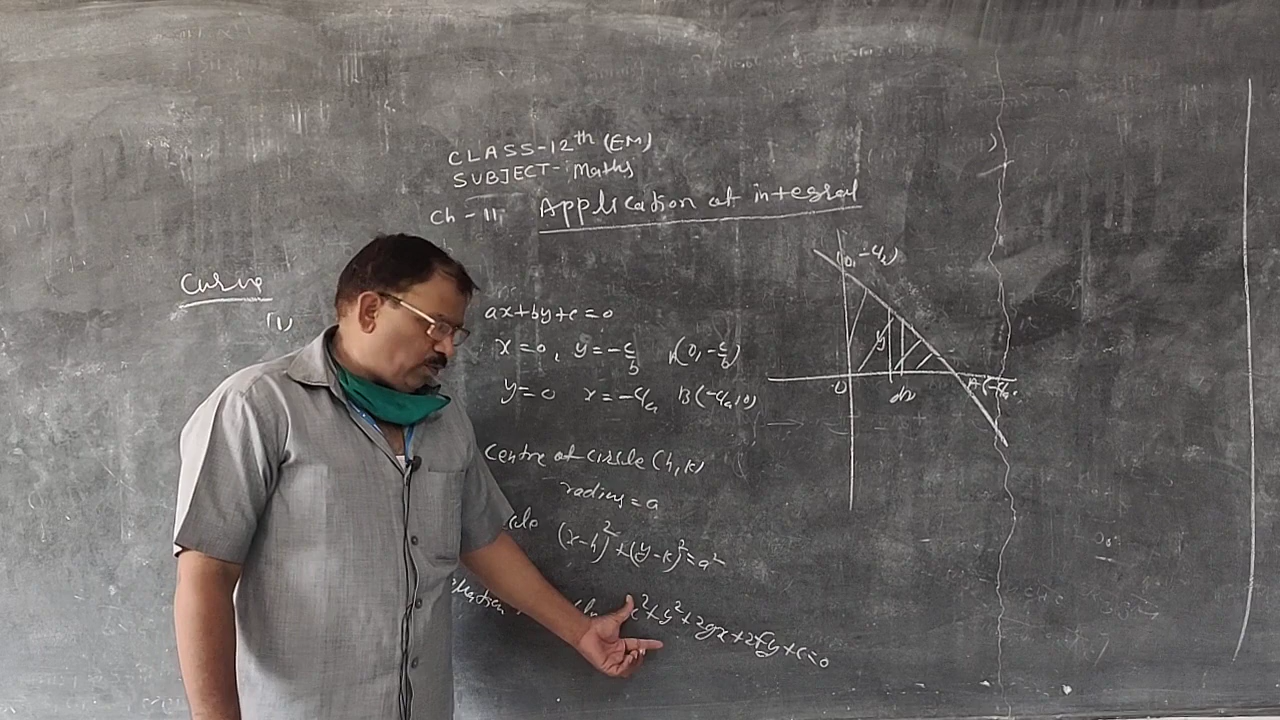 CLASS-12th (EM)
SUBJECT-Maths
Ch-11, Application of integral
Curve
(1)
ax+by+c=0
x=0, y=-c/b A(0,-c/b)
y=0 x=-c/a B(-c/a,0)
Centre of circle (h,k)
radius=a
(x-h)²+(y-k)²=a²
x²+y²+2gx+2fy+c=0
y
O
dx